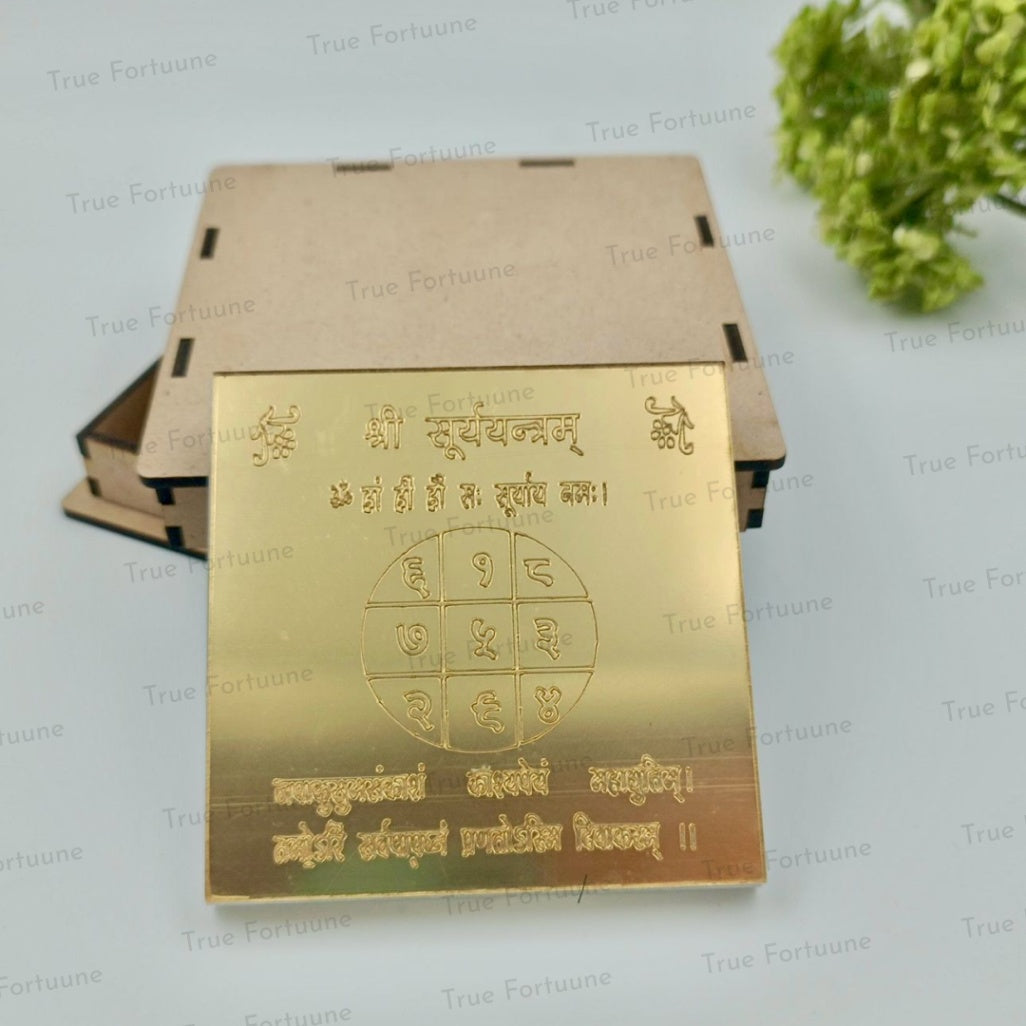 True Fortuune
श्री सूर्ययन्त्रम्
ॐ ह्रां ह्रीं ह्रौं सः सूर्याय नमः।
६ १ ८
७ ५ ३
२ ९ ४
जवाकुसुमसंकाशं काश्यपेयं महाद्युतिम्।
तमोऽरिं सर्वपापघ्नं प्रणतोऽस्मि दिवाकरम् ।।